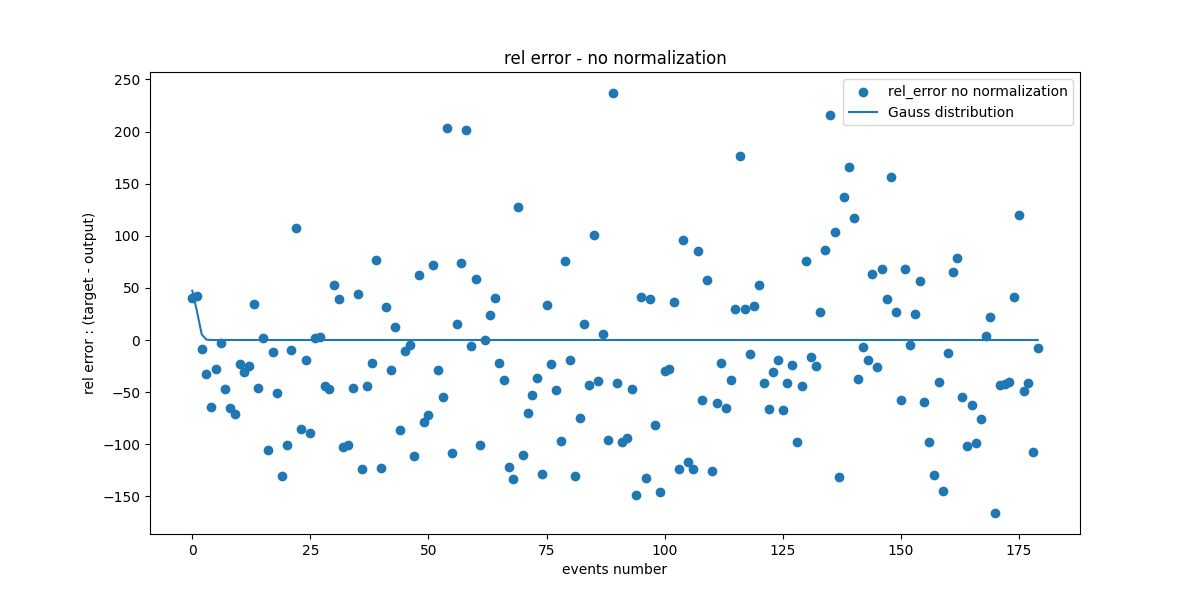 rel error - no normalization
250
200
150
100
50
0
−50
−100
−150
rel error : (target - output)
rel_error no normalization
Gauss distribution
0 25 50 75 100 125 150 175
events number